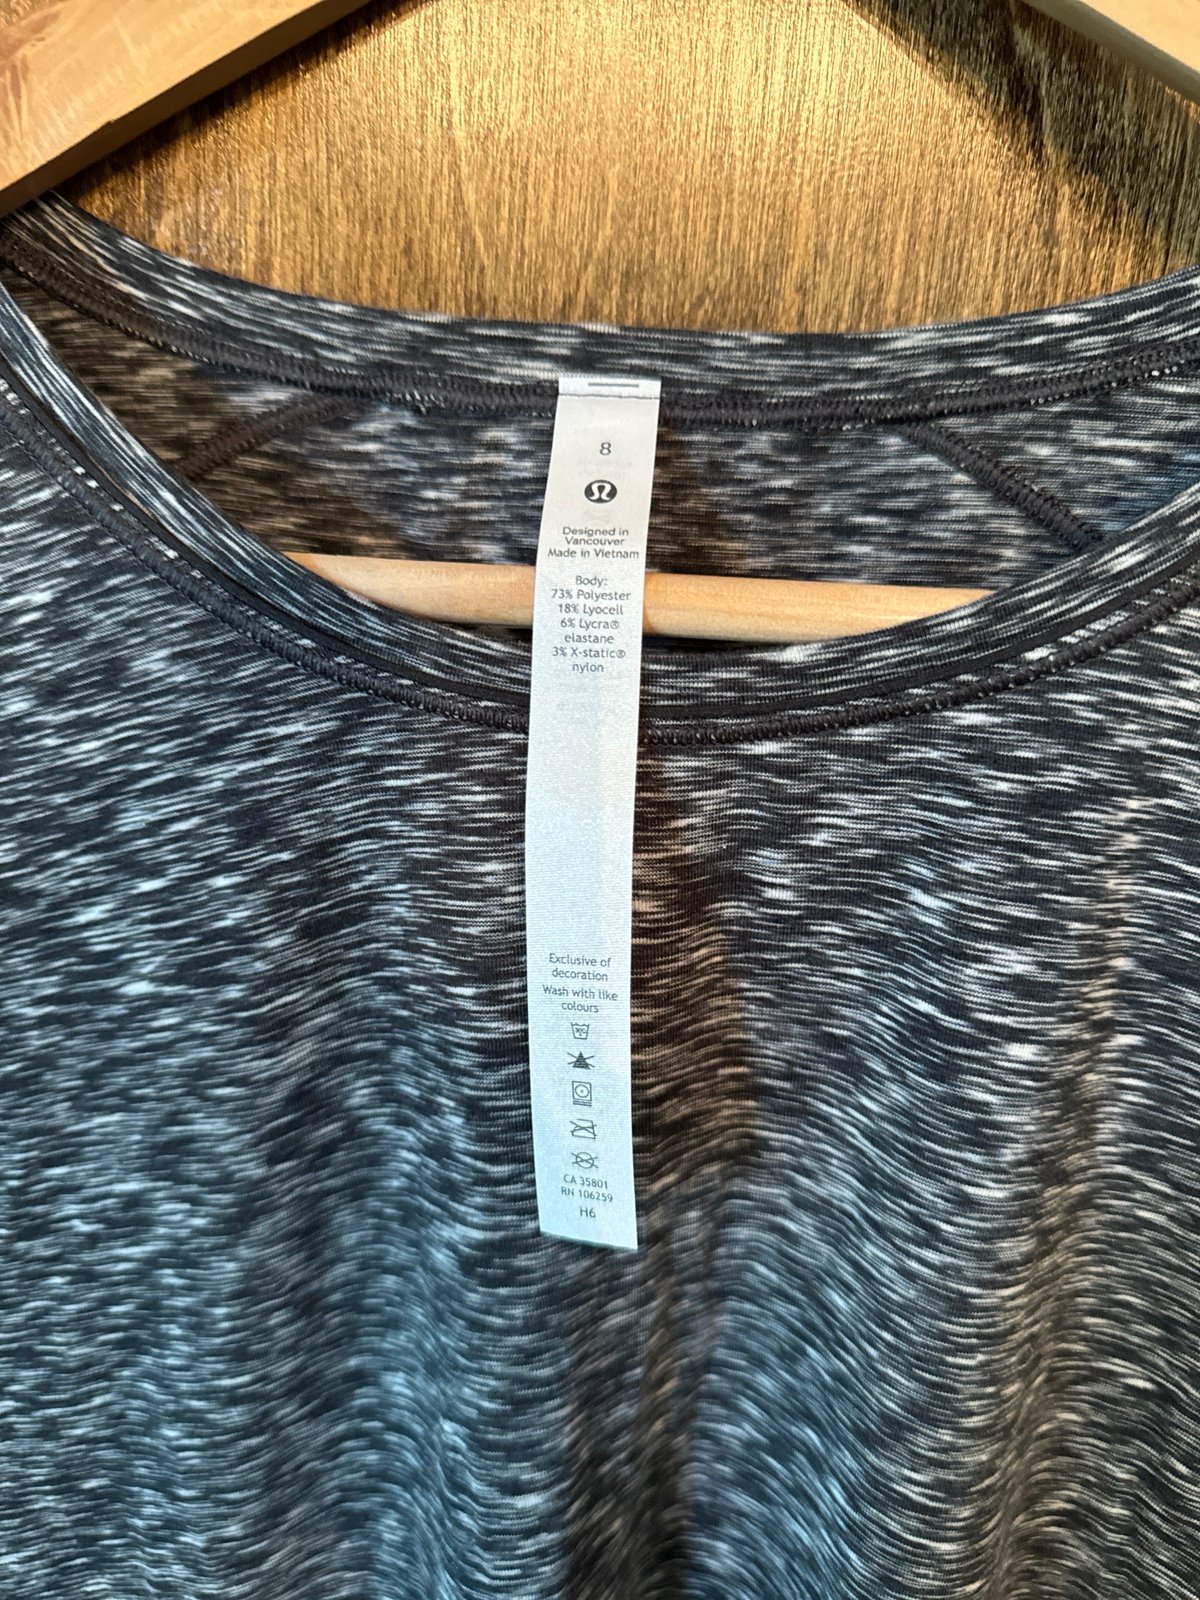 8
Designed in
Vancouver
Made in Vietnam
Body:
73% Polyester
18% Lyocell
6% Lycra®
elastane
3% X-static®
nylon
Exclusive of
decoration
Wash with like
colours
CA 35801
RN 106259
H6